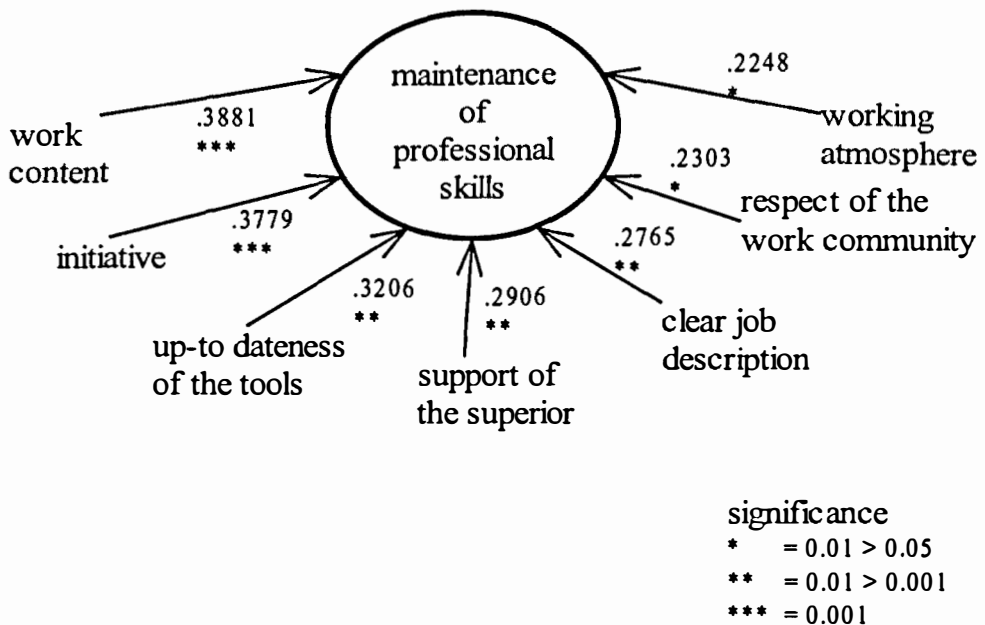 maintenance
of
professional
skills
.3881
***
work
content
.3779
***
initiative
.3206
**
up-to dateness
of the tools
.2906
**
support of
the superior
.2765
**
clear job
description
.2303
*
respect of the
work community
.2248
*
working
atmosphere
significance
* = 0.01 > 0.05
** = 0.01 > 0.001
*** = 0.001